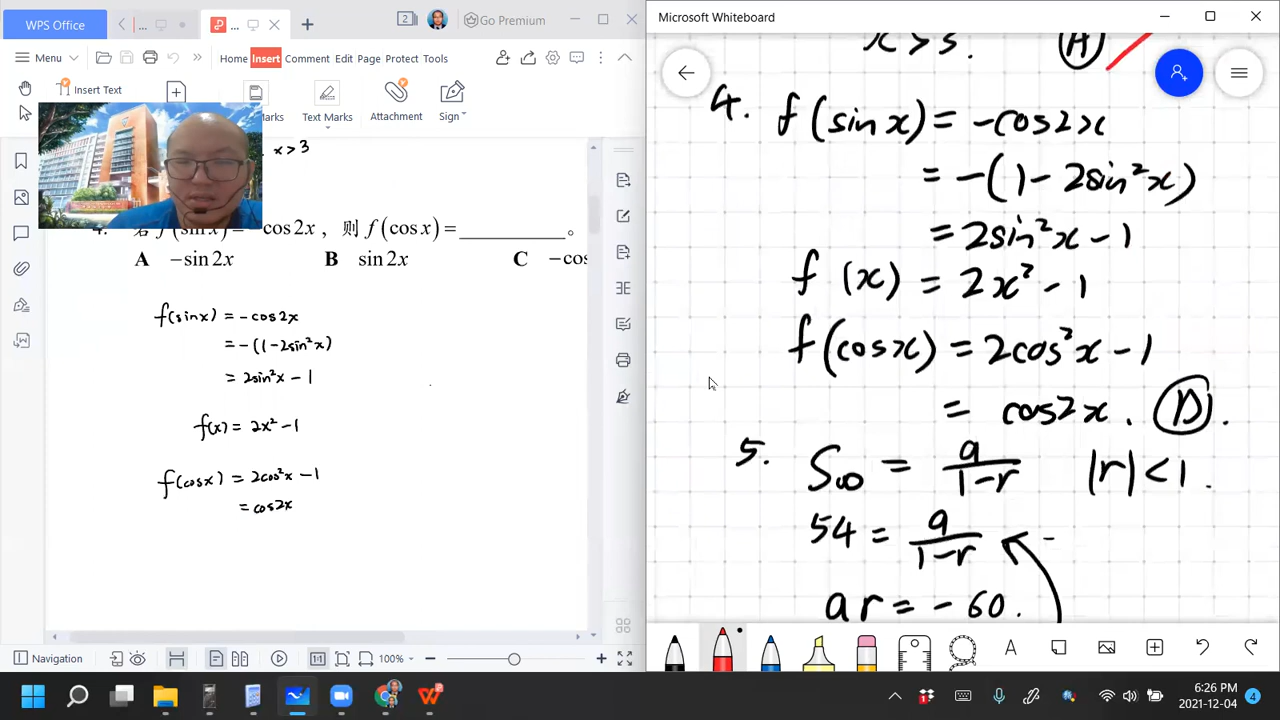 WPS Office
Go Premium
Microsoft Whiteboard
Menu
Home Insert Comment Edit Page Protect Tools
Insert Text
Text Marks
Attachment
Sign
x > 3
cos 2x , 则 f(cos x) = ________ 。
A −sin 2x B sin 2x C −cos
f(sinx) = -cos2x
= -(1-2sin²x)
= 2sin²x - 1
f(x) = 2x² - 1
f(cosx) = 2cos²x - 1
= cos2x
(A)
4. f(sin x) = -cos2x
= -(1 - 2sin²x)
= 2sin²x - 1
f(x) = 2x² - 1
f(cosx) = 2cos²x - 1
= cos2x. (D).
5. S∞ = a/(1-r) |r| < 1.
54 = a/(1-r)
ar = -60.
Navigation
100%
6:26 PM
2021-12-04
4